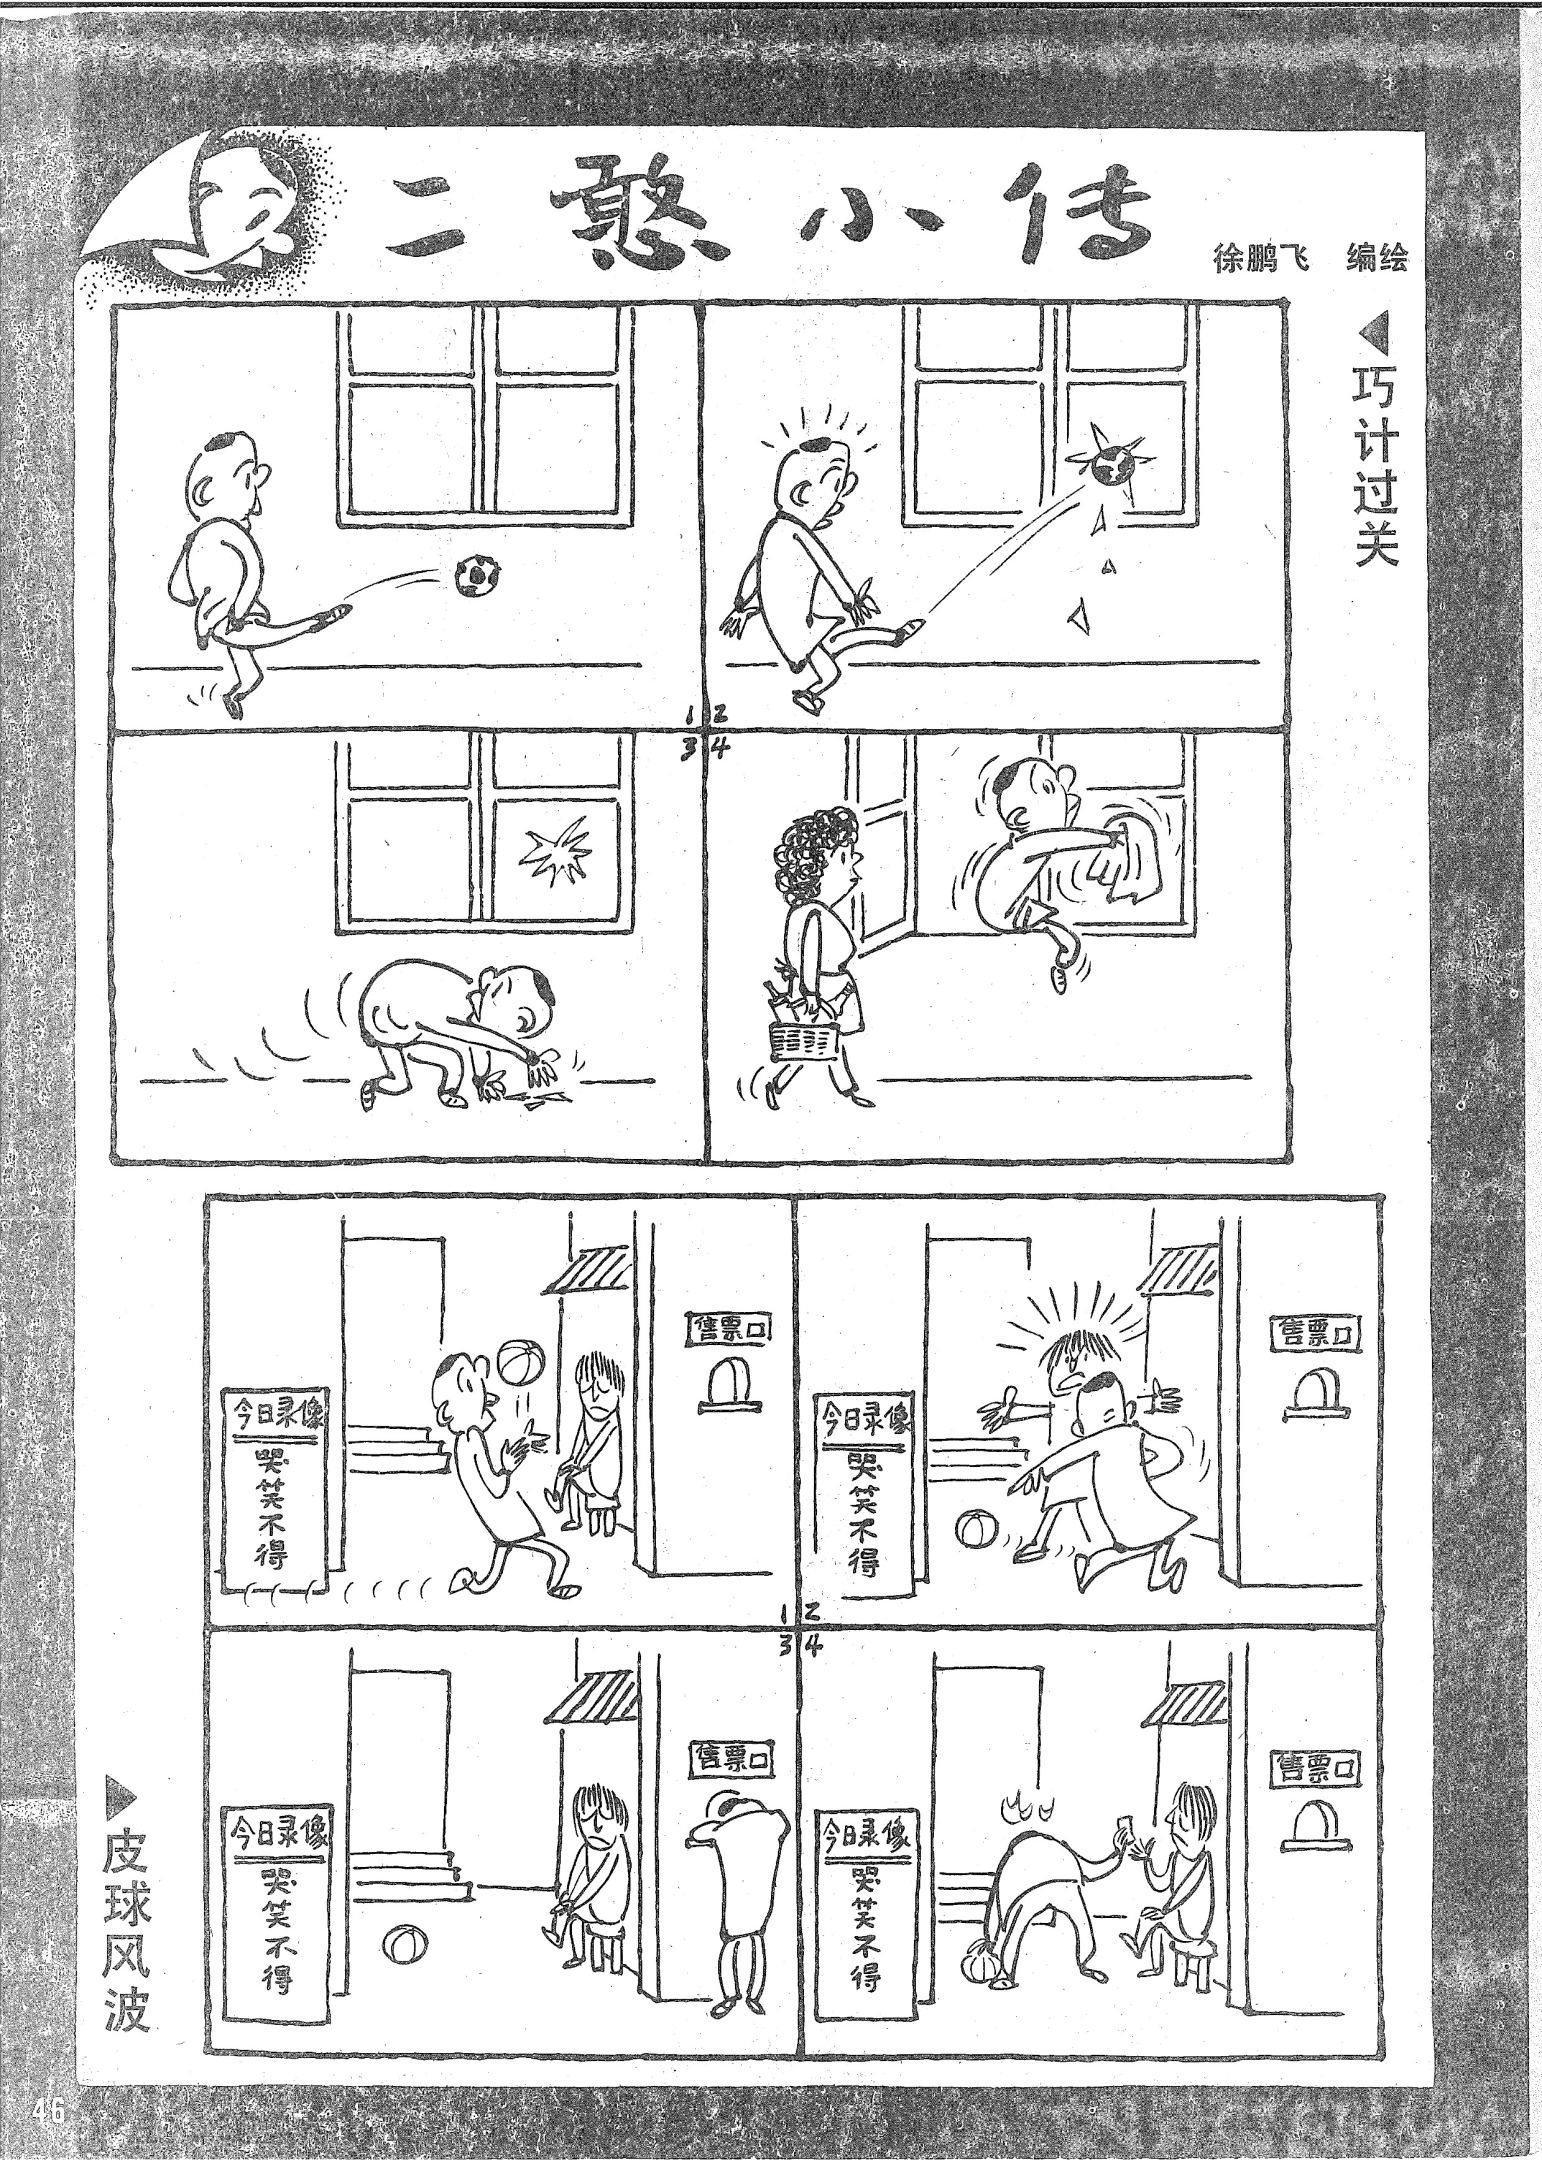 二憨小传
徐鹏飞 编绘
巧计过关
1 2
3 4
售票口
今日录像
哭笑不得
售票口
今日录像
哭笑不得
1 2
3 4
售票口
今日录像
哭笑不得
售票口
今日录像
哭笑不得
皮球风波
46